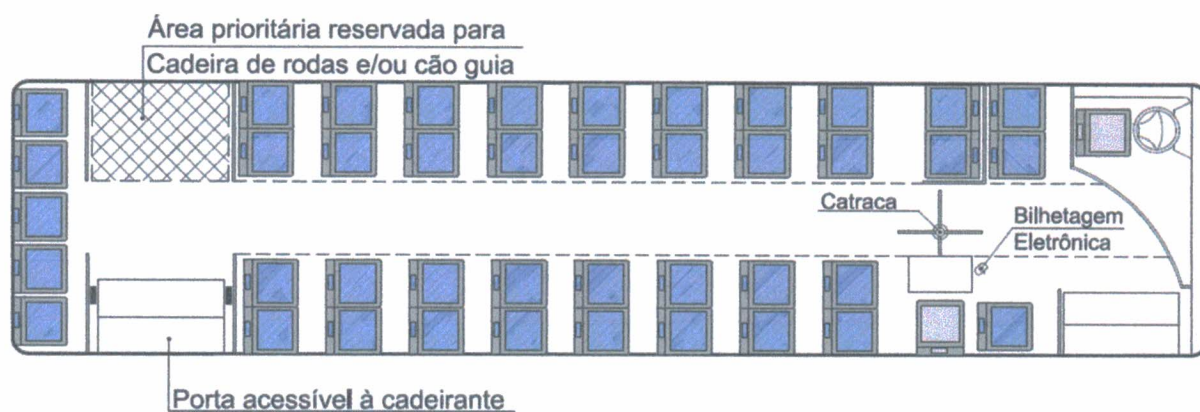 Área prioritária reservada para
Cadeira de rodas e/ou cão guia
Catraca
Bilhetagem
Eletrônica
Porta acessível à cadeirante